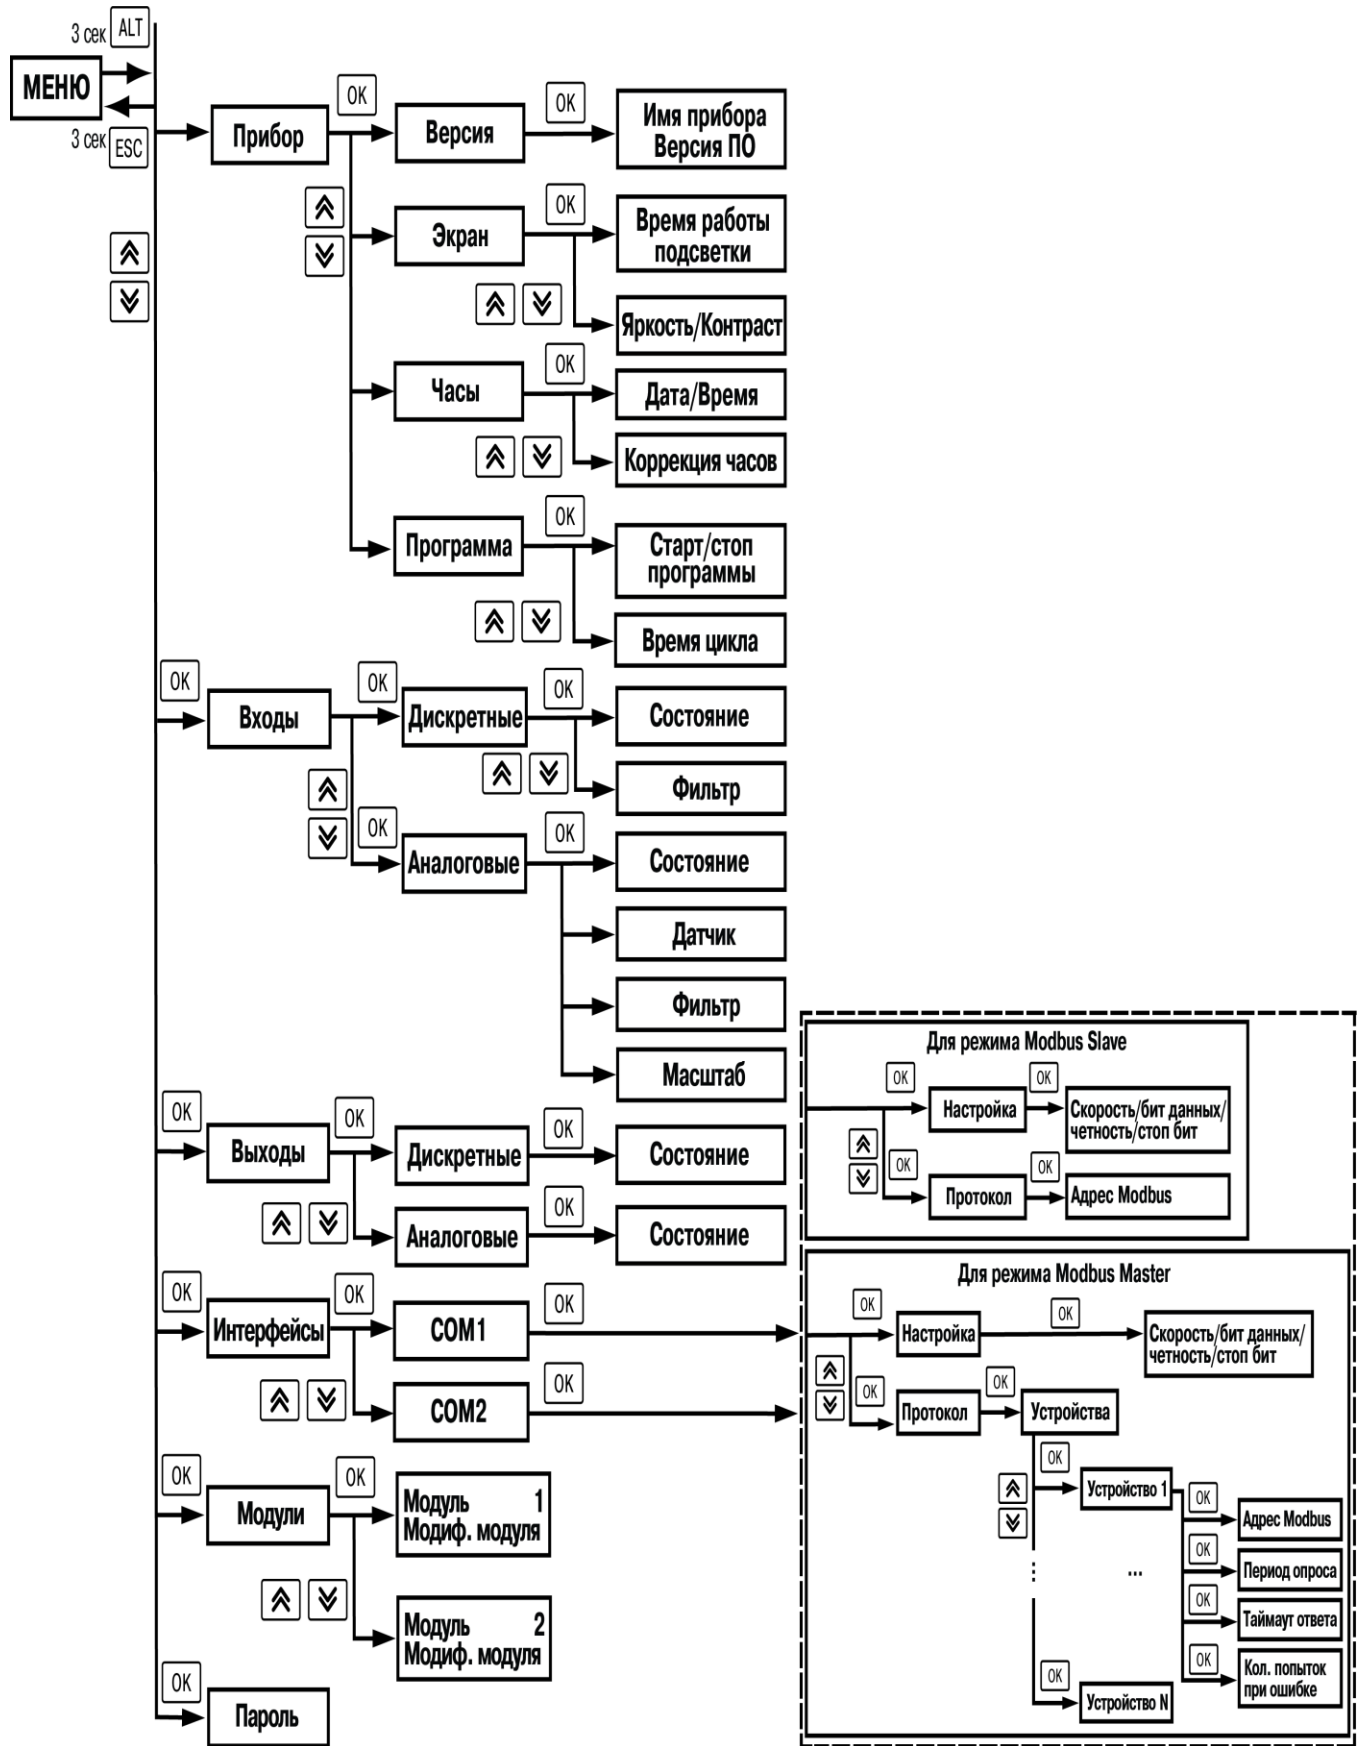 3 сек ALT
МЕНЮ
3 сек ESC
Прибор
OK
Версия
OK
Имя прибора
Версия ПО
Экран
OK
Время работы
подсветки
Яркость/Контраст
Часы
OK
Дата/Время
Коррекция часов
Программа
OK
Старт/стоп
программы
Время цикла
OK
Входы
OK
Дискретные
OK
Состояние
Фильтр
OK
Аналоговые
OK
Состояние
Датчик
Фильтр
Масштаб
OK
Выходы
OK
Дискретные
OK
Состояние
Аналоговые
OK
Состояние
OK
Интерфейсы
OK
COM1
OK
COM2
OK
OK
Модули
OK
Модуль 1
Модиф. модуля
Модуль 2
Модиф. модуля
OK
Пароль
Для режима Modbus Slave
OK
Настройка
OK
Скорость/бит данных/
четность/стоп бит
OK
Протокол
OK
Адрес Modbus
Для режима Modbus Master
OK
Настройка
OK
Скорость/бит данных/
четность/стоп бит
OK
Протокол
OK
Устройства
OK
Устройство 1
OK
Адрес Modbus
OK
Период опроса
...
OK
Таймаут ответа
OK
Кол. попыток
при ошибке
OK
Устройство N